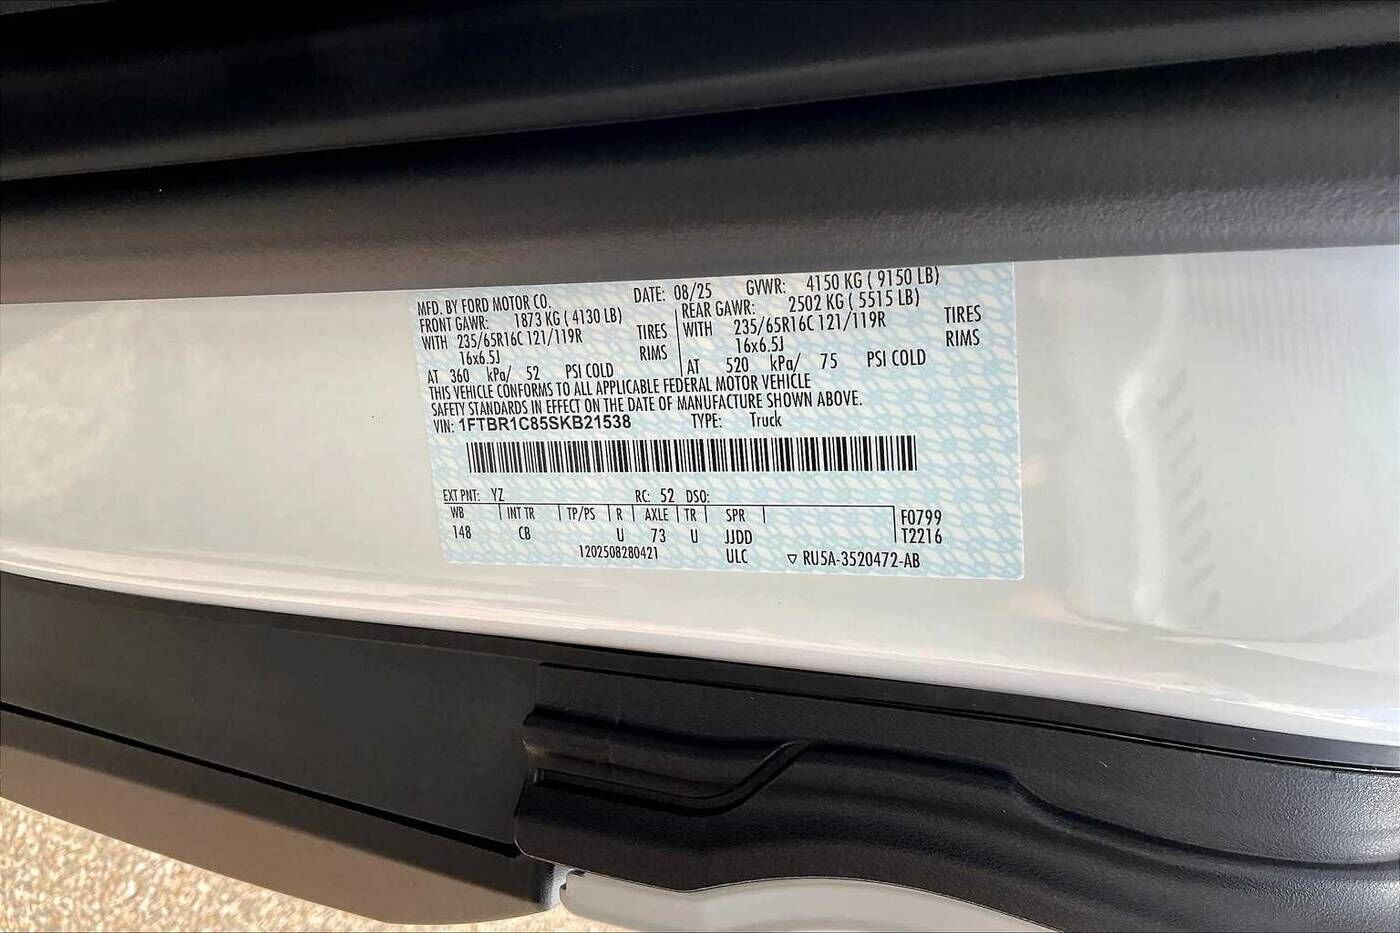 MFD. BY FORD MOTOR CO. DATE: 08/25 GVWR: 4150 KG ( 9150 LB)
FRONT GAWR: 1873 KG ( 4130 LB) REAR GAWR: 2502 KG ( 5515 LB)
WITH 235/65R16C 121/119R TIRES WITH 235/65R16C 121/119R TIRES
16x6.5J RIMS 16x6.5J RIMS
AT 360 kPa/ 52 PSI COLD AT 520 kPa/ 75 PSI COLD
THIS VEHICLE CONFORMS TO ALL APPLICABLE FEDERAL MOTOR VEHICLE
SAFETY STANDARDS IN EFFECT ON THE DATE OF MANUFACTURE SHOWN ABOVE.
VIN: 1FTBR1C85SKB21538 TYPE: Truck
EXT PNT: YZ RC: 52 DSO:
WB INT TR TP/PS R AXLE TR SPR F0799
148 CB U 73 U JJDD T2216
1202508280421 ULC ▽ RU5A-3520472-AB